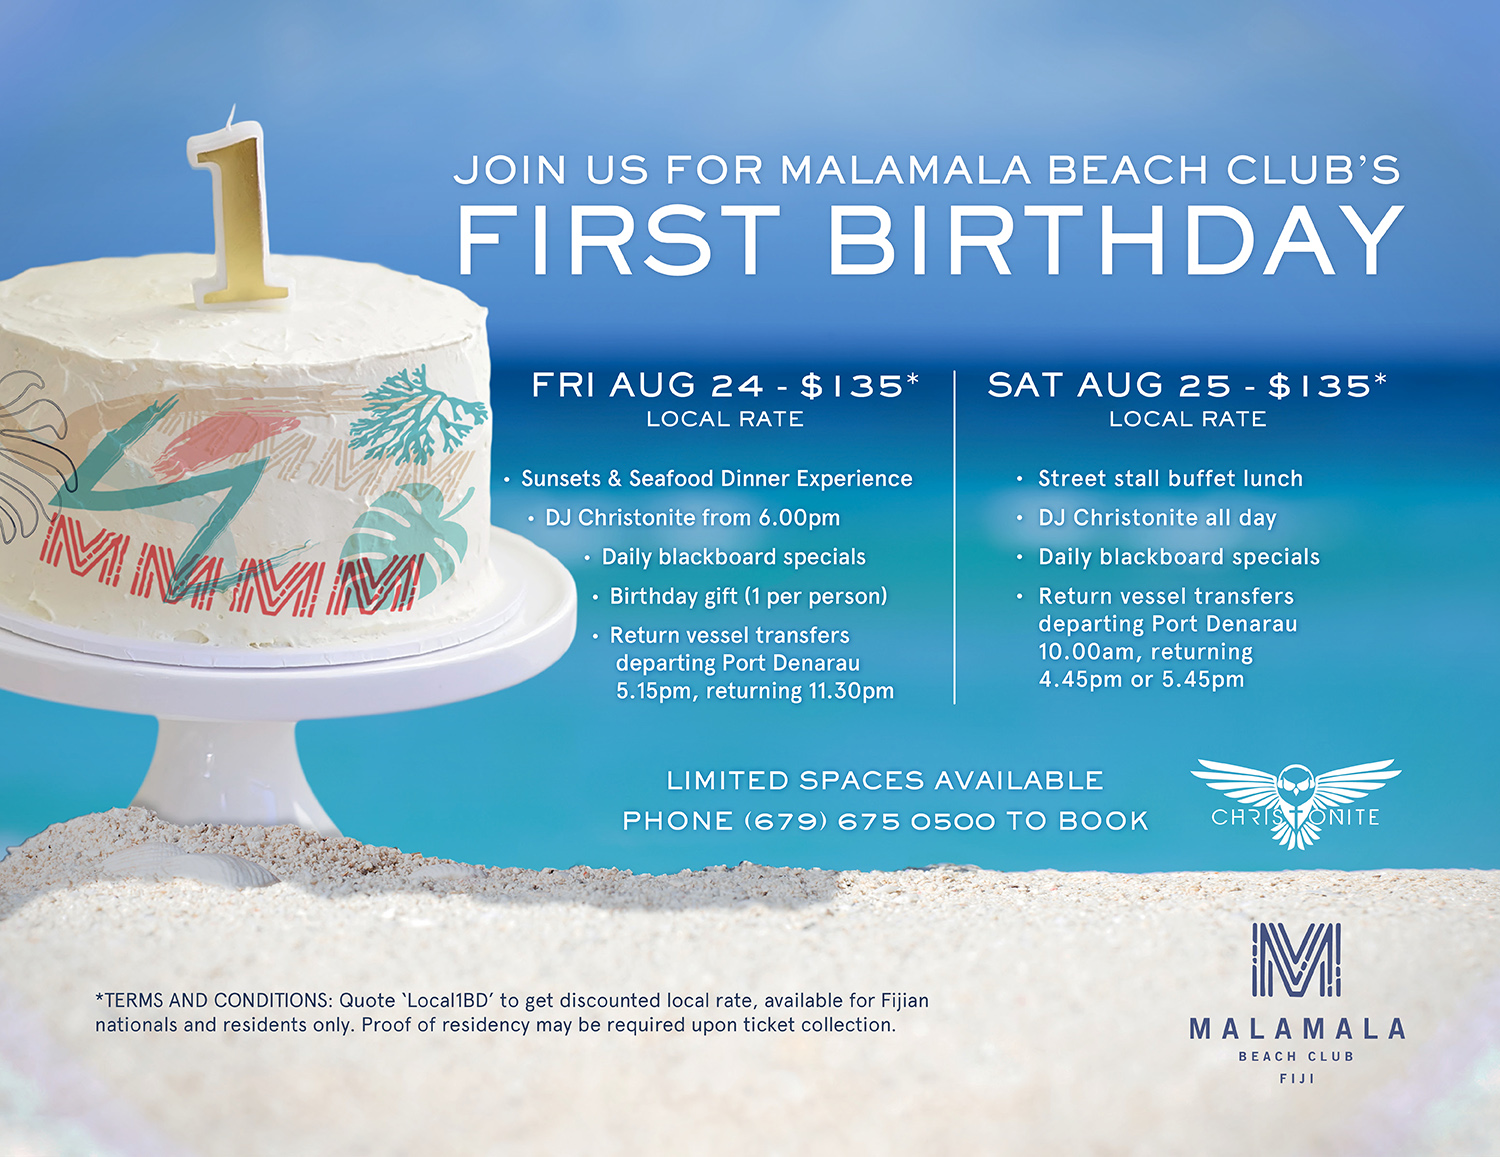 1
JOIN US FOR MALAMALA BEACH CLUB'S
FIRST BIRTHDAY
FRI AUG 24 - $135*
LOCAL RATE
• Sunsets & Seafood Dinner Experience
• DJ Christonite from 6.00pm
• Daily blackboard specials
• Birthday gift (1 per person)
• Return vessel transfers
departing Port Denarau
5.15pm, returning 11.30pm
SAT AUG 25 - $135*
LOCAL RATE
• Street stall buffet lunch
• DJ Christonite all day
• Daily blackboard specials
• Return vessel transfers
departing Port Denarau
10.00am, returning
4.45pm or 5.45pm
MMMM
MMMM
LIMITED SPACES AVAILABLE
PHONE (679) 675 0500 TO BOOK
CHRISTONITE
*TERMS AND CONDITIONS: Quote ‘Local1BD’ to get discounted local rate, available for Fijian
nationals and residents only. Proof of residency may be required upon ticket collection.
M
MALAMALA
BEACH CLUB
FIJI